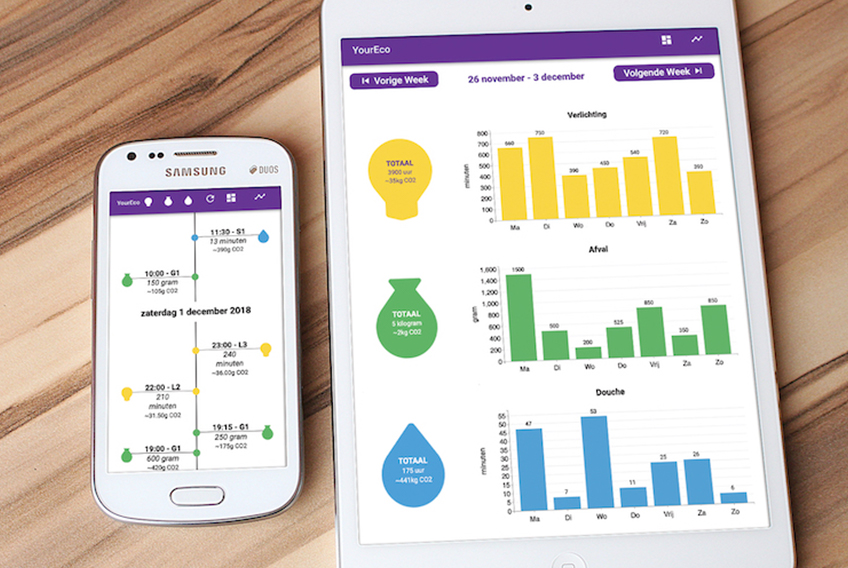 SAMSUNG
DUOS
YourEco
11:30 - S1
13 minuten
~390g CO2
10:00 - G1
150 gram
~105g CO2
zaterdag 1 december 2018
23:00 - L3
240
minuten
~36.00g CO2
22:00 - L2
210
minuten
~31.50g CO2
19:15 - G1
250 gram
~175g CO2
19:00 - G1
600 gram
~420g CO2
YourEco
Vorige Week
26 november - 3 december
Volgende Week
TOTAAL
3900 uur
~35kg CO2
Verlichting
minuten
800
700
600
500
400
300
200
100
0
660
750
390
450
540
720
Ma
Di
Wo
Do
Vrij
Za
Zo
TOTAAL
5 kilogram
~2kg CO2
Afval
gram
1,600
1,400
1,200
1,000
800
600
400
200
0
1500
500
200
525
850
350
850
Ma
Di
Wo
Do
Vrij
Za
Zo
TOTAAL
175 uur
~441kg CO2
Douche
minuten
55
50
45
40
35
30
25
20
15
10
5
0
47
7
53
11
25
26
Ma
Di
Wo
Do
Vrij
Za
Zo